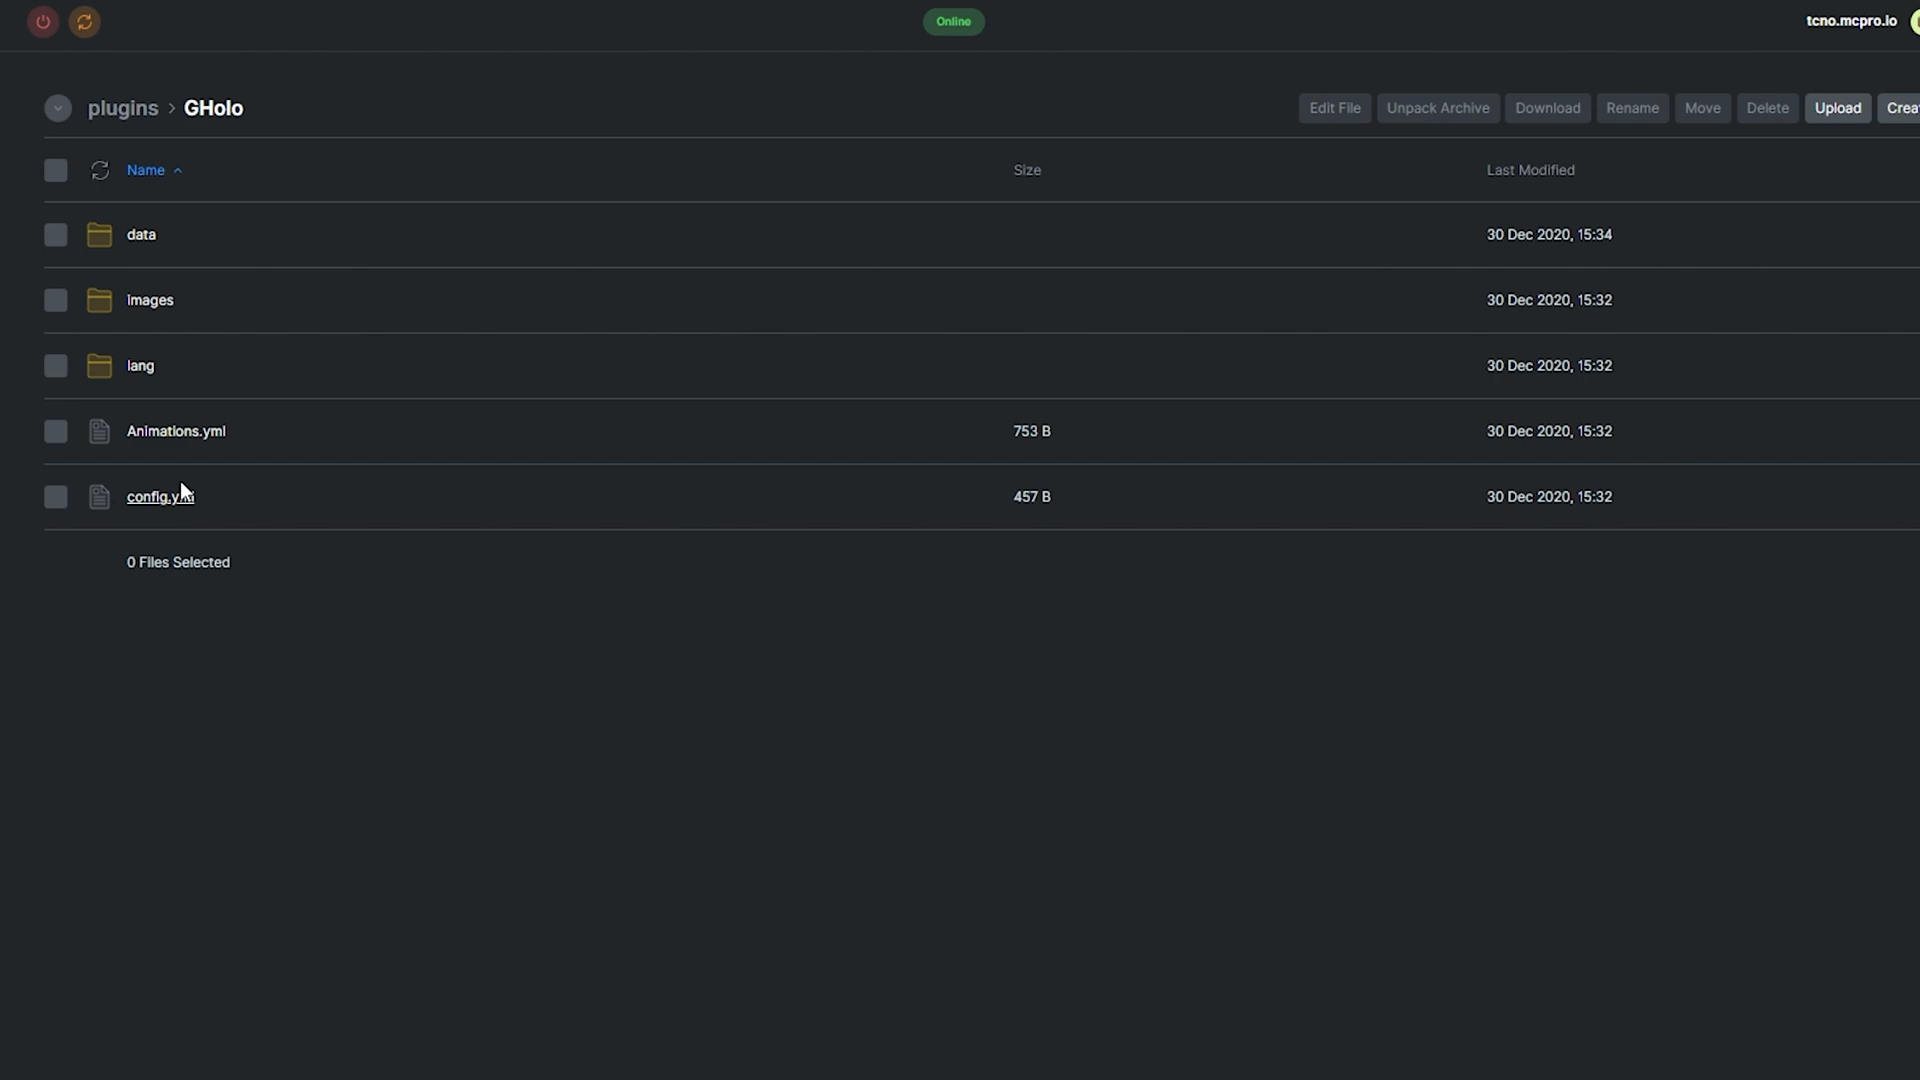 Online
tcno.mcpro.io
plugins › GHolo
Edit File Unpack Archive Download Rename Move Delete Upload
Name Size Last Modified
data 30 Dec 2020, 15:34
images 30 Dec 2020, 15:32
lang 30 Dec 2020, 15:32
Animations.yml 753 B 30 Dec 2020, 15:32
config.yml 457 B 30 Dec 2020, 15:32
0 Files Selected